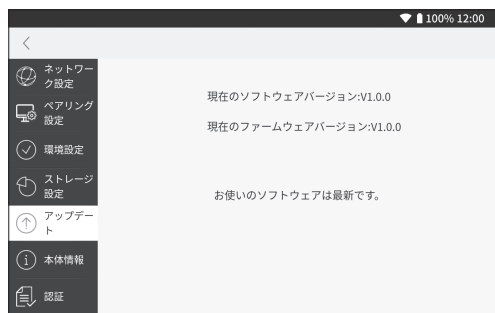 100% 12:00
ネットワー
ク設定
ペアリング
設定
環境設定
ストレージ
設定
アップデー
ト
本体情報
認証
現在のソフトウェアバージョン:V1.0.0
現在のファームウェアバージョン:V1.0.0
お使いのソフトウェアは最新です。